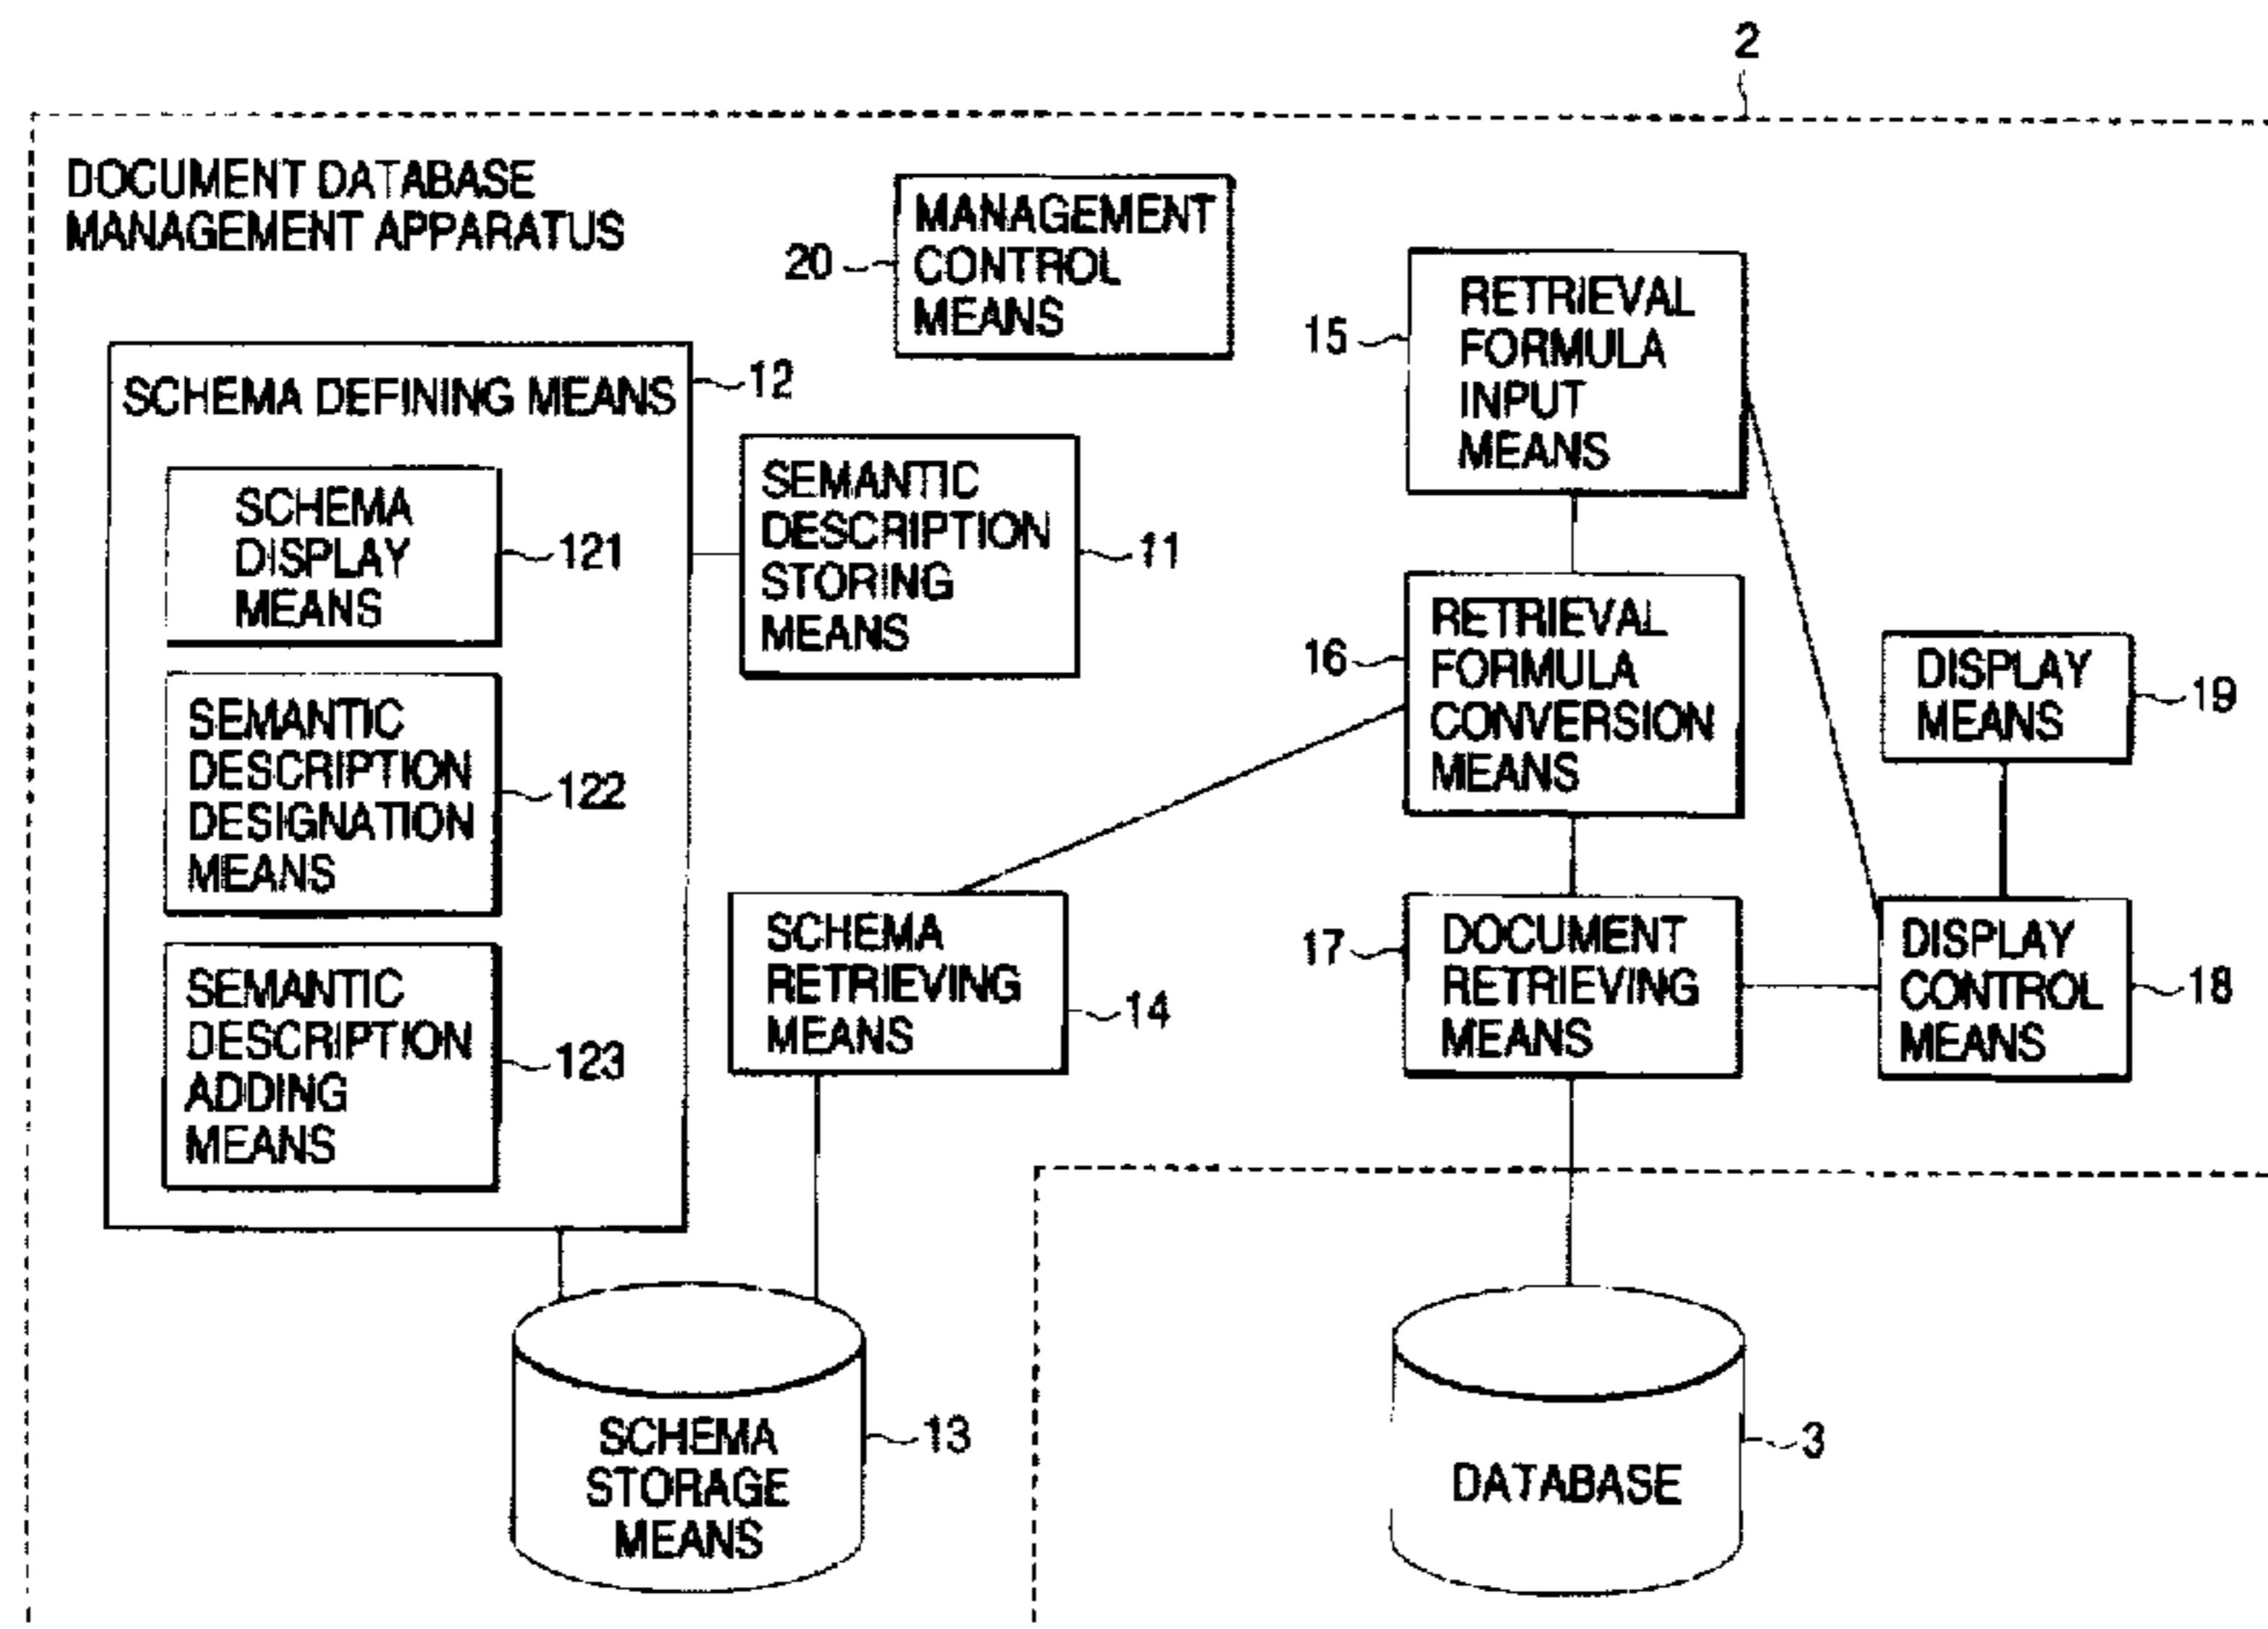 2
DOCUMENT DATABASE
MANAGEMENT APPARATUS
20
MANAGEMENT
CONTROL
MEANS
12
SCHEMA DEFINING MEANS
SCHEMA
DISPLAY
MEANS
121
SEMANTIC
DESCRIPTION
DESIGNATION
MEANS
122
SEMANTIC
DESCRIPTION
ADDING
MEANS
123
SEMANTIC
DESCRIPTION
STORING
MEANS
11
SCHEMA
RETRIEVING
MEANS
14
SCHEMA
STORAGE
MEANS
13
15
RETRIEVAL
FORMULA
INPUT
MEANS
16
RETRIEVAL
FORMULA
CONVERSION
MEANS
17
DOCUMENT
RETRIEVING
MEANS
DISPLAY
MEANS
19
DISPLAY
CONTROL
MEANS
18
DATABASE
3